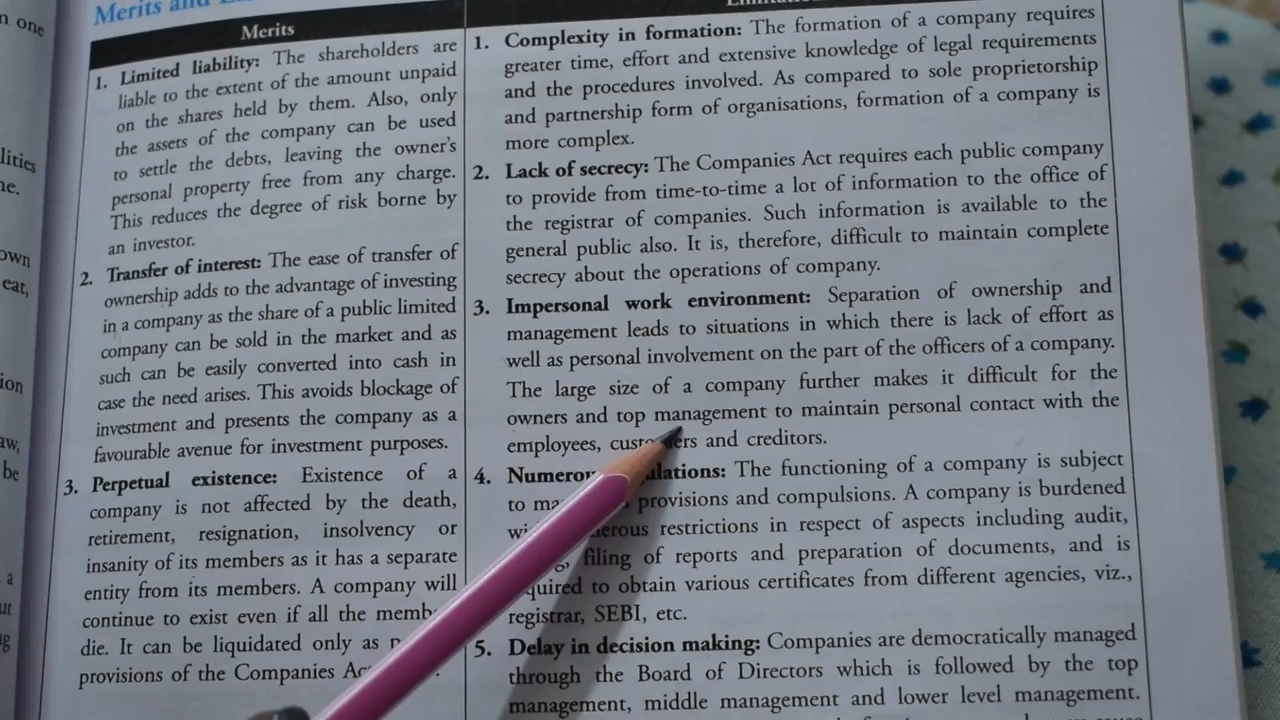 n one
lities
ne.
own
eat,
ion
aw,
be
a
ut
ng
Merits and
Merits
1. Limited liability: The shareholders are
liable to the extent of the amount unpaid
on the shares held by them. Also, only
the assets of the company can be used
to settle the debts, leaving the owner's
personal property free from any charge.
This reduces the degree of risk borne by
an investor.
2. Transfer of interest: The ease of transfer of
ownership adds to the advantage of investing
in a company as the share of a public limited
company can be sold in the market and as
such can be easily converted into cash in
case the need arises. This avoids blockage of
investment and presents the company as a
favourable avenue for investment purposes.
3. Perpetual existence: Existence of a
company is not affected by the death,
retirement, resignation, insolvency or
insanity of its members as it has a separate
entity from its members. A company will
continue to exist even if all the memb
die. It can be liquidated only as
provisions of the Companies Ac
1. Complexity in formation: The formation of a company requires
greater time, effort and extensive knowledge of legal requirements
and the procedures involved. As compared to sole proprietorship
and partnership form of organisations, formation of a company is
more complex.
2. Lack of secrecy: The Companies Act requires each public company
to provide from time-to-time a lot of information to the office of
the registrar of companies. Such information is available to the
general public also. It is, therefore, difficult to maintain complete
secrecy about the operations of company.
3. Impersonal work environment: Separation of ownership and
management leads to situations in which there is lack of effort as
well as personal involvement on the part of the officers of a company.
The large size of a company further makes it difficult for the
owners and top management to maintain personal contact with the
employees, customers and creditors.
4. Numerous regulations: The functioning of a company is subject
to ma provisions and compulsions. A company is burdened
erous restrictions in respect of aspects including audit,
filing of reports and preparation of documents, and is
quired to obtain various certificates from different agencies, viz.,
registrar, SEBI, etc.
5. Delay in decision making: Companies are democratically managed
through the Board of Directors which is followed by the top
management, middle management and lower level management.